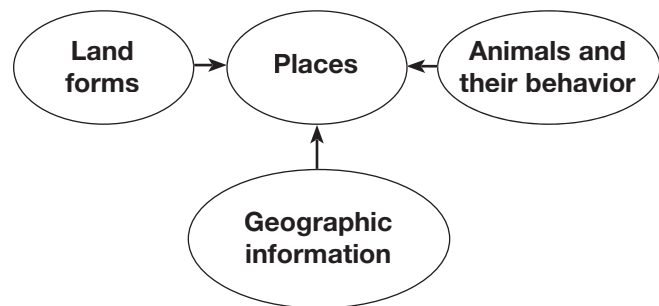 Land
forms
Places
Animals and
their behavior
Geographic
information